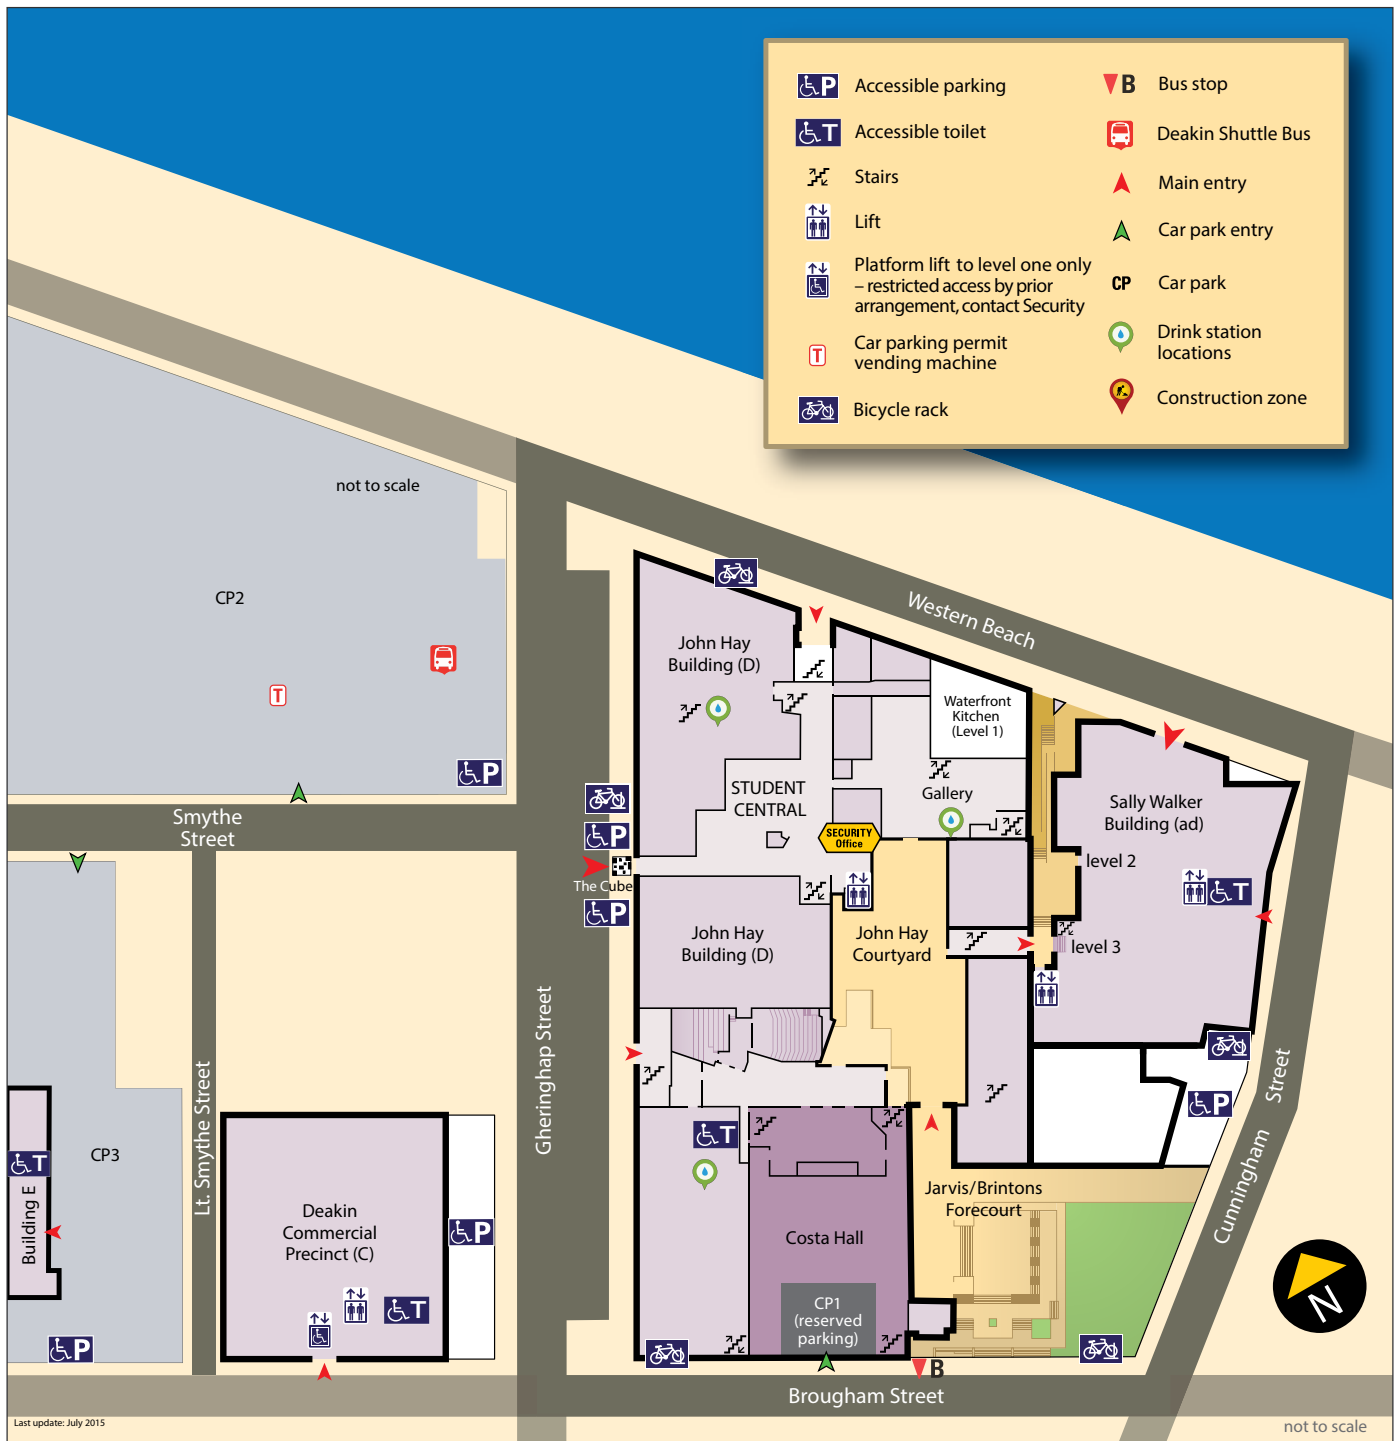 P
Accessible parking
T
Accessible toilet
Stairs
Lift
Platform lift to level one only
– restricted access by prior
arrangement, contact Security
T
Car parking permit
vending machine
Bicycle rack
B
Bus stop
Deakin Shuttle Bus
Main entry
Car park entry
CP
Car park
Drink station
locations
Construction zone
not to scale
CP2
T
P
Smythe
Street
Western Beach
John Hay
Building (D)
Waterfront
Kitchen
(Level 1)
STUDENT
CENTRAL
Gallery
SECURITY
Office
P
The Cube
P
Sally Walker
Building (ad)
level 2
T
level 3
John Hay
Building (D)
John Hay
Courtyard
Gheringhap Street
Lt. Smythe Street
CP3
T
Building E
P
Deakin
Commercial
Precinct (C)
P
T
T
Costa Hall
CP1
(reserved
parking)
Jarvis/Brintons
Forecourt
P
Cunningham Street
N
B
Brougham Street
Last update: July 2015
not to scale